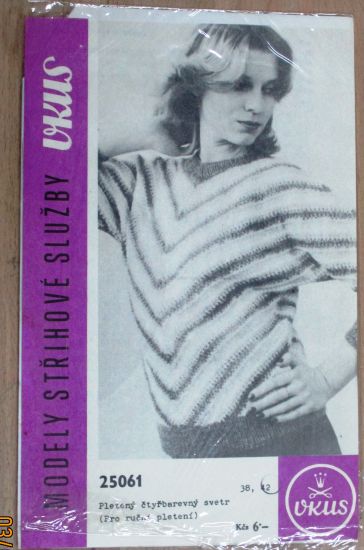 MODELY STŘIHOVÉ SLUŽBY VKUS
25061
38, 42
Pletený čtyřbarevný svetr
(Pro ruční pletení)
Kčs 6·–
VKUS